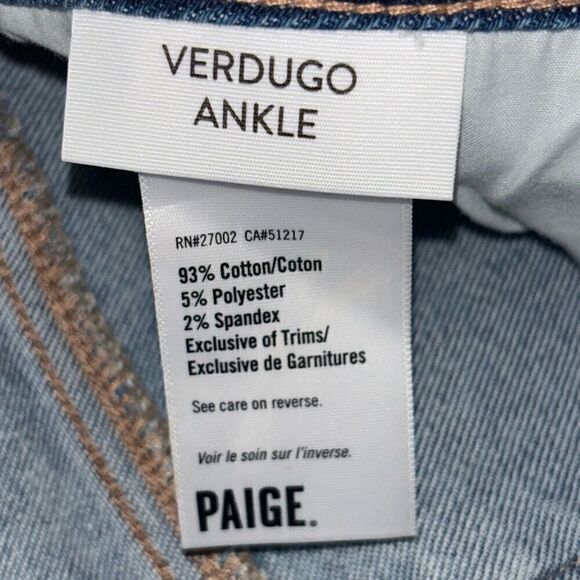 VERDUGO
ANKLE
RN#27002 CA#51217
93% Cotton/Coton
5% Polyester
2% Spandex
Exclusive of Trims/
Exclusive de Garnitures
See care on reverse.
Voir le soin sur l'inverse.
PAIGE.